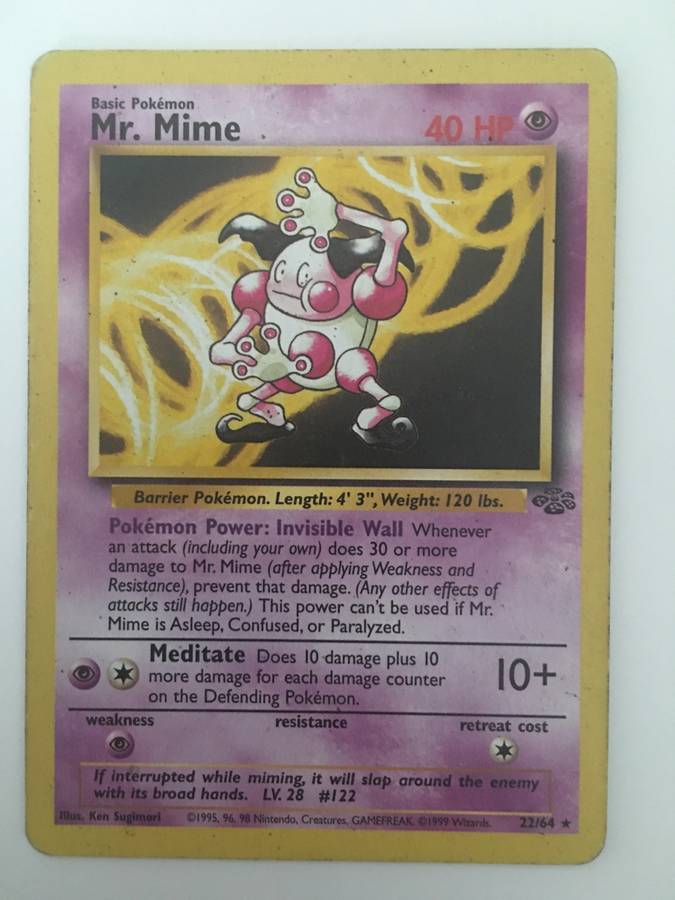 Basic Pokémon
Mr. Mime
40 HP
Barrier Pokémon. Length: 4' 3", Weight: 120 lbs.
Pokémon Power: Invisible Wall Whenever
an attack (including your own) does 30 or more
damage to Mr. Mime (after applying Weakness and
Resistance), prevent that damage. (Any other effects of
attacks still happen.) This power can't be used if Mr.
Mime is Asleep, Confused, or Paralyzed.
Meditate Does 10 damage plus 10
more damage for each damage counter
on the Defending Pokémon.
10+
weakness resistance retreat cost
If interrupted while miming, it will slap around the enemy
with its broad hands. LV. 28 #122
Illus. Ken Sugimori ©1995, 96, 98 Nintendo, Creatures, GAMEFREAK. ©1999 Wizards. 22/64 ★